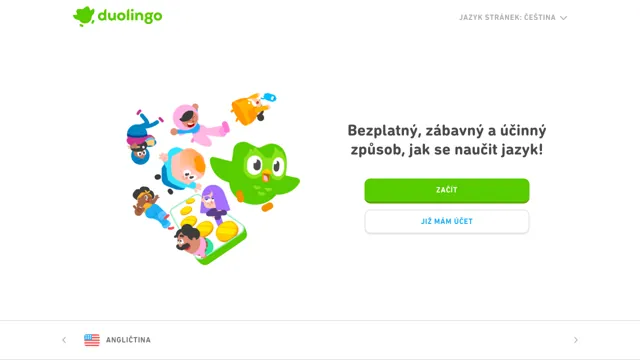 duolingo
JAZYK STRÁNEK: ČEŠTINA
Bezplatný, zábavný a účinný
způsob, jak se naučit jazyk!
ZAČÍT
JIŽ MÁM ÚČET
ANGLIČTINA